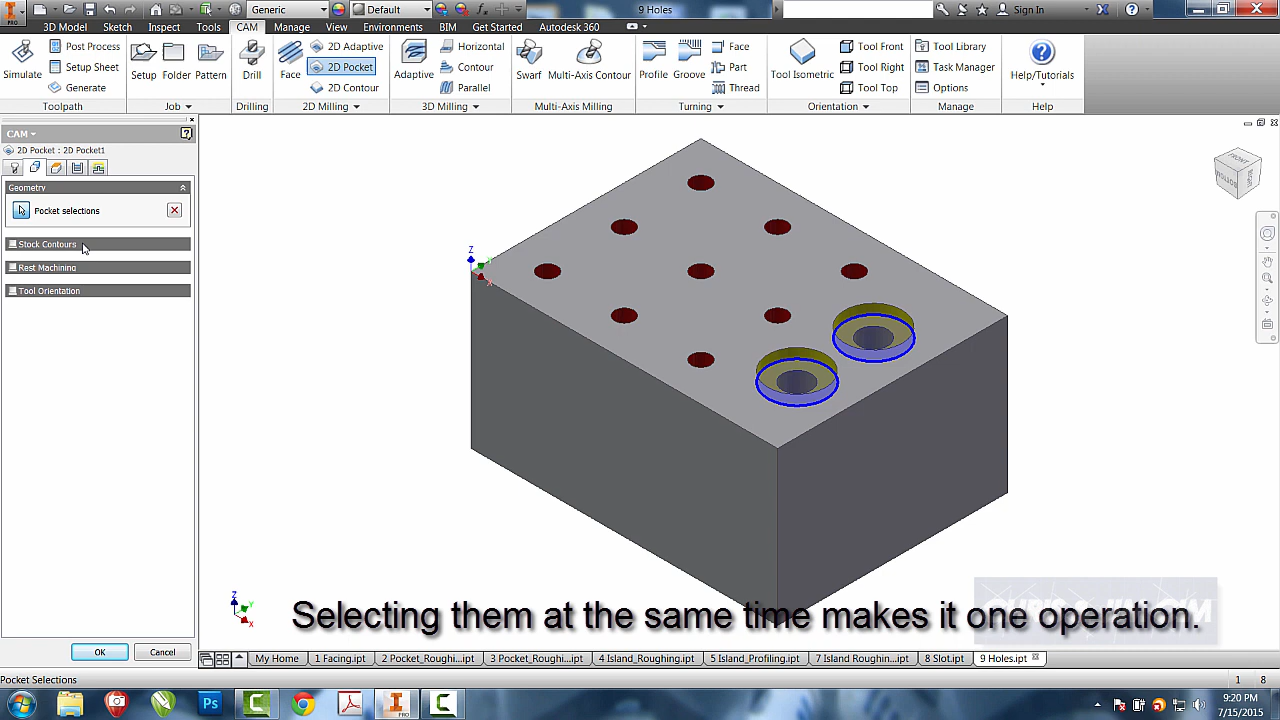 Generic
Default
9 Holes
Sign In
PRO
3D Model Sketch Inspect Tools CAM Manage View Environments BIM Get Started Autodesk 360
Simulate
Post Process
Setup Sheet
Generate
Toolpath
Setup
Folder
Job
Drill
Drilling
Face
2D Adaptive
2D Pocket
2D Contour
2D Milling
Adaptive
Horizontal
Contour
Parallel
3D Milling
Swarf
Multi-Axis Contour
Multi-Axis Milling
Profile
Groove
Face
Part
Thread
Turning
Tool Isometric
Tool Front
Tool Right
Tool Top
Orientation
Tool Library
Task Manager
Options
Manage
Help/Tutorials
Help
CAM
2D Pocket : 2D Pocket1
Geometry
Pocket selections
Stock Contours
Rest Machining
Tool Orientation
OK
Cancel
FRONT
BOTTOM
Z
X
Z
Y
X
Selecting them at the same time makes it one operation.
My Home
1 Facing.ipt
2 Pocket_Roughi...ipt
3 Pocket_Roughi...ipt
4 Island_Roughing.ipt
5 Island_Profiling.ipt
7 Island Roughin...ipt
8 Slot.ipt
9 Holes.ipt
Pocket Selections
1 8
Ps
PRO
9:20 PM
7/15/2015